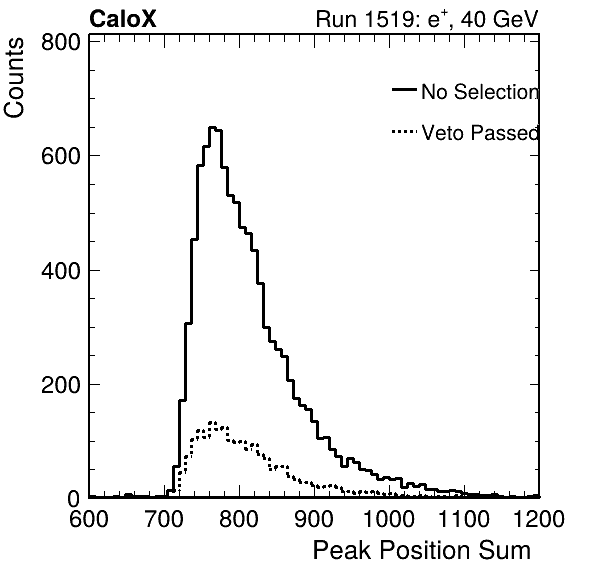 CaloX Run 1519: e+, 40 GeV
Counts
800
No Selection
Veto Passed
600
400
200
0
600 700 800 900 1000 1100 1200
Peak Position Sum